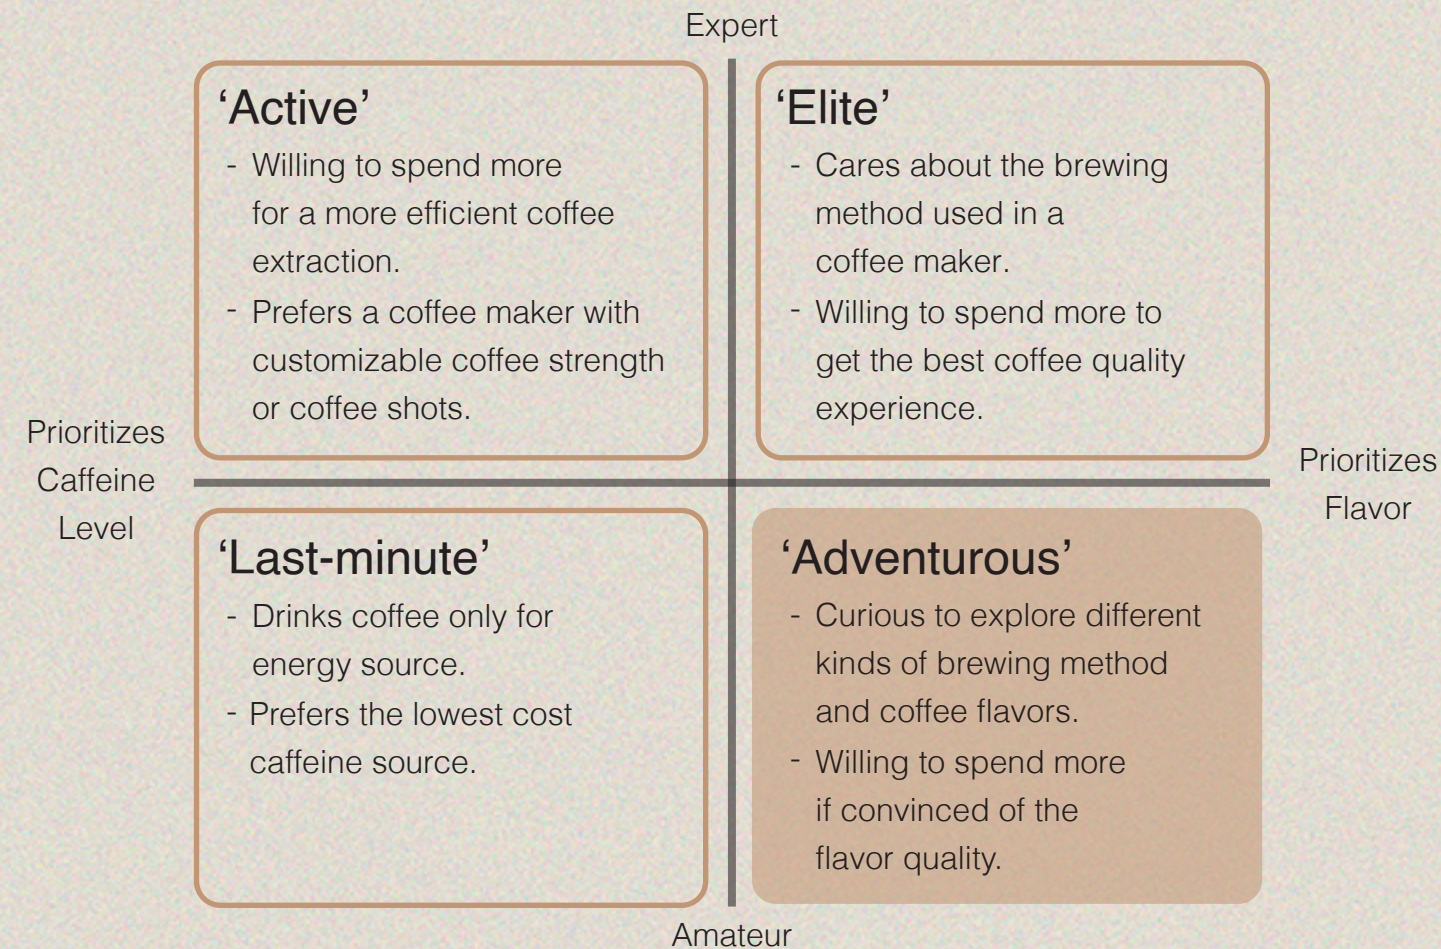 Expert
‘Active’
- Willing to spend more
for a more efficient coffee
extraction.
- Prefers a coffee maker with
customizable coffee strength
or coffee shots.
‘Elite’
- Cares about the brewing
method used in a
coffee maker.
- Willing to spend more to
get the best coffee quality
experience.
Prioritizes
Caffeine
Level
Prioritizes
Flavor
‘Last-minute’
- Drinks coffee only for
energy source.
- Prefers the lowest cost
caffeine source.
‘Adventurous’
- Curious to explore different
kinds of brewing method
and coffee flavors.
- Willing to spend more
if convinced of the
flavor quality.
Amateur